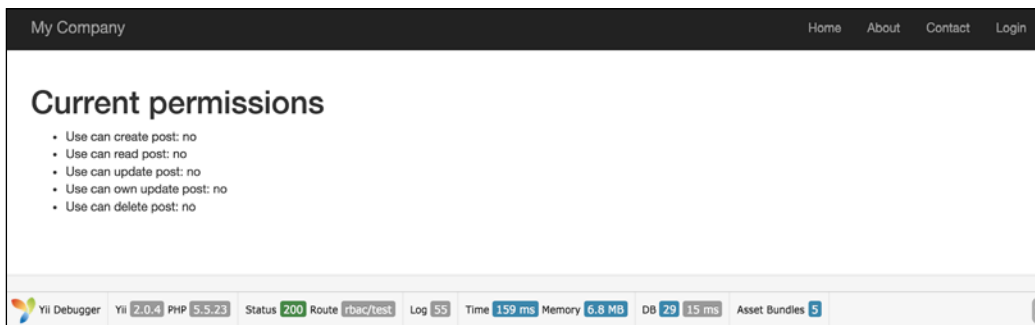 My Company Home About Contact Login
Current permissions
Use can create post: no
Use can read post: no
Use can update post: no
Use can own update post: no
Use can delete post: no
Yii Debugger Yii 2.0.4 PHP 5.5.23 Status 200 Route rbac/test Log 55 Time 159 ms Memory 6.8 MB DB 29 15 ms Asset Bundles 5